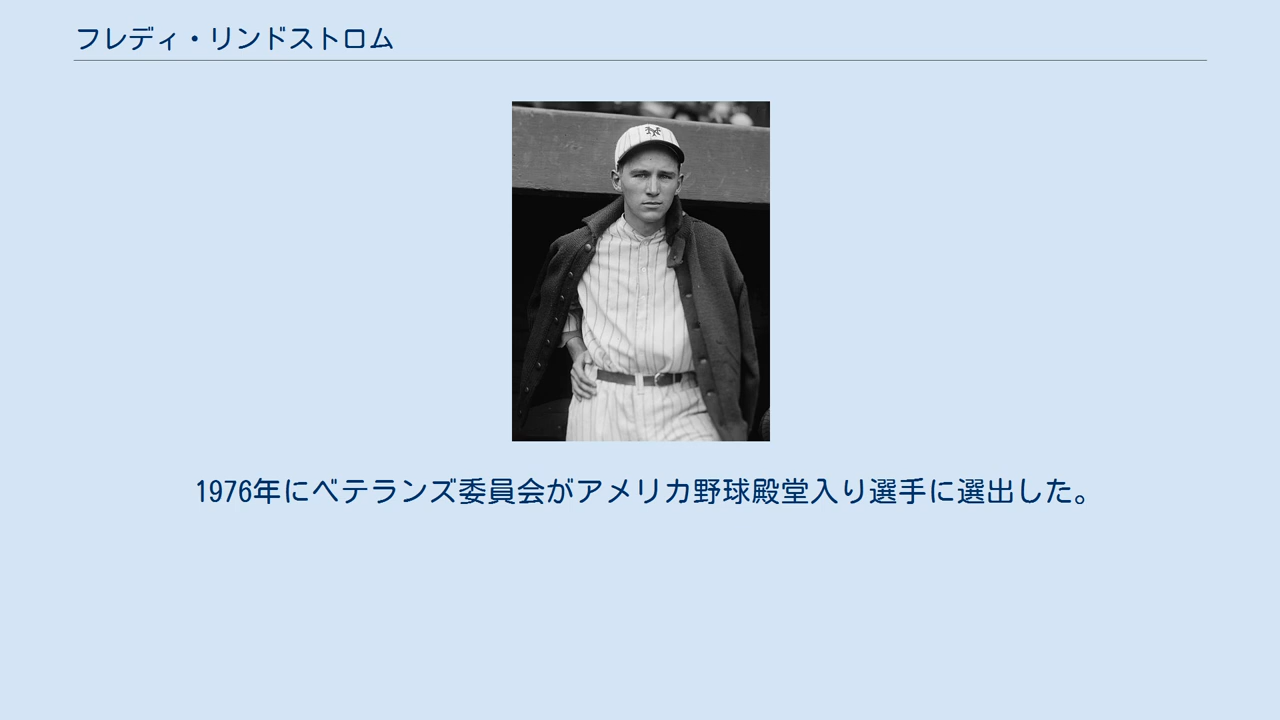 フレディ・リンドストロム
1976年にベテランズ委員会がアメリカ野球殿堂入り選手に選出した。